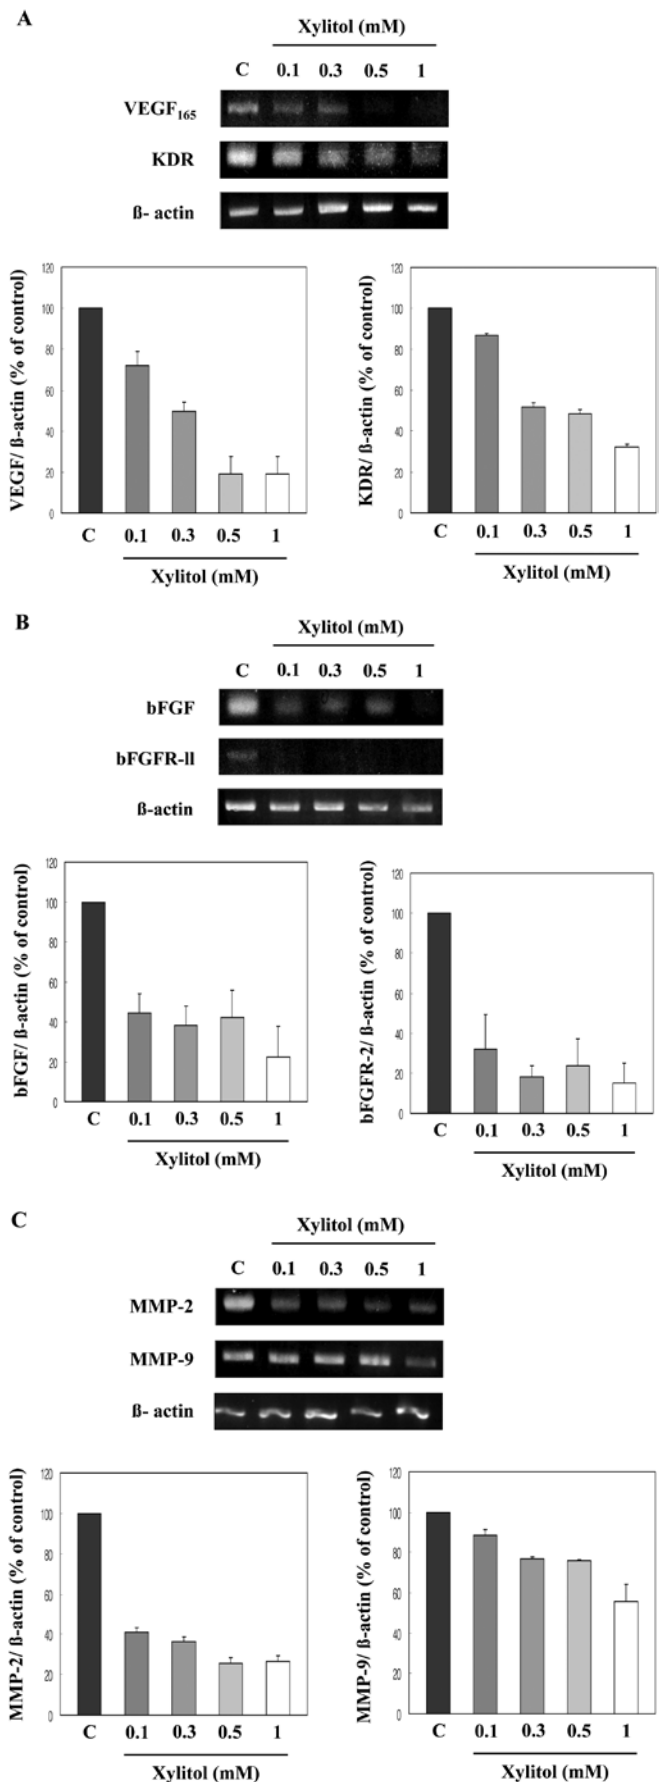 A
Xylitol (mM)
C 0.1 0.3 0.5 1
VEGF165
KDR
ß- actin
VEGF/ ß-actin (% of control)
120
100
80
60
40
20
0
C 0.1 0.3 0.5 1
Xylitol (mM)
KDR/ ß-actin (% of control)
120
100
80
60
40
20
0
C 0.1 0.3 0.5 1
Xylitol (mM)
B
Xylitol (mM)
C 0.1 0.3 0.5 1
bFGF
bFGFR-II
ß-actin
bFGF/ ß-actin (% of control)
120
100
80
60
40
20
0
C 0.1 0.3 0.5 1
Xylitol (mM)
bFGFR-2/ ß-actin (% of control)
120
100
80
60
40
20
0
C 0.1 0.3 0.5 1
Xylitol (mM)
C
Xylitol (mM)
C 0.1 0.3 0.5 1
MMP-2
MMP-9
ß- actin
MMP-2/ ß-actin (% of control)
120
100
80
60
40
20
0
C 0.1 0.3 0.5 1
Xylitol (mM)
MMP-9/ ß-actin (% of control)
120
100
80
60
40
20
0
C 0.1 0.3 0.5 1
Xylitol (mM)